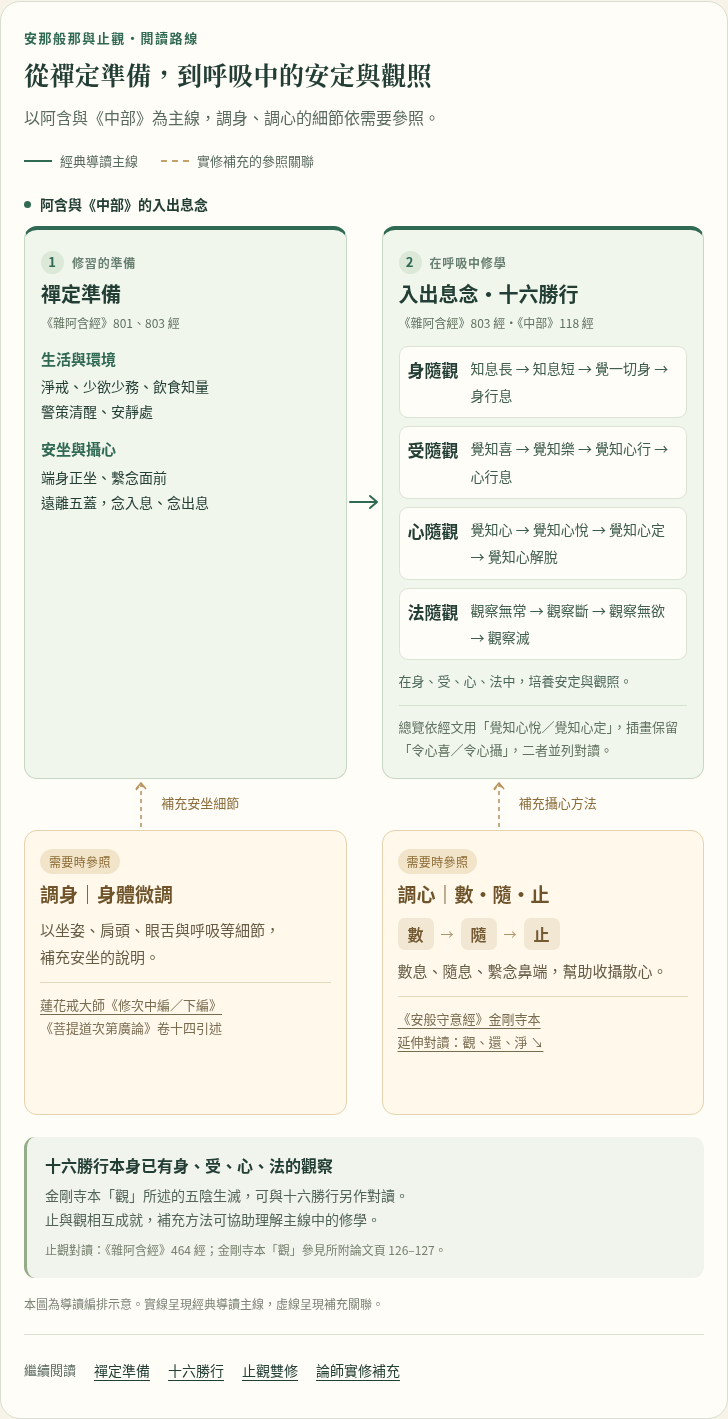 安那般那與止觀・閱讀路線
從禪定準備，到呼吸中的安定與觀照
以阿含與《中部》為主線，調身、調心的細節依需要參照。
經典導讀主線 實修補充的參照關聯
阿含與《中部》的入出息念
1 修習的準備
禪定準備
《雜阿含經》801、803 經
生活與環境
淨戒、少欲少務、飲食知量
警策清醒、安靜處
安坐與攝心
端身正坐、繫念面前
遠離五蓋，念入息、念出息
2 在呼吸中修學
入出息念・十六勝行
《雜阿含經》803 經・《中部》118 經
身隨觀 知息長 → 知息短 → 覺一切身 →
身行息
受隨觀 覺知喜 → 覺知樂 → 覺知心行 →
心行息
心隨觀 覺知心 → 覺知心悅 → 覺知心定
→ 覺知心解脫
法隨觀 觀察無常 → 觀察斷 → 觀察無欲
→ 觀察滅
在身、受、心、法中，培養安定與觀照。
總覽依經文用「覺知心悅／覺知心定」，插畫保留
「令心喜／令心攝」，二者並列對讀。
補充安坐細節
補充攝心方法
需要時參照
調身｜身體微調
以坐姿、肩頭、眼舌與呼吸等細節，
補充安坐的說明。
蓮花戒大師《修次中編／下編》
《菩提道次第廣論》卷十四引述
需要時參照
調心｜數・隨・止
數 → 隨 → 止
數息、隨息、繫念鼻端，幫助收攝散心。
《安般守意經》金剛寺本
延伸對讀：觀、還、淨 ↘
十六勝行本身已有身、受、心、法的觀察
金剛寺本「觀」所述的五陰生滅，可與十六勝行另作對讀。
止與觀相互成就，補充方法可協助理解主線中的修學。
止觀對讀：《雜阿含經》464 經；金剛寺本「觀」參見所附論文頁 126–127。
本圖為導讀編排示意。實線呈現經典導讀主線，虛線呈現補充關聯。
繼續閱讀 禪定準備 十六勝行 止觀雙修 論師實修補充